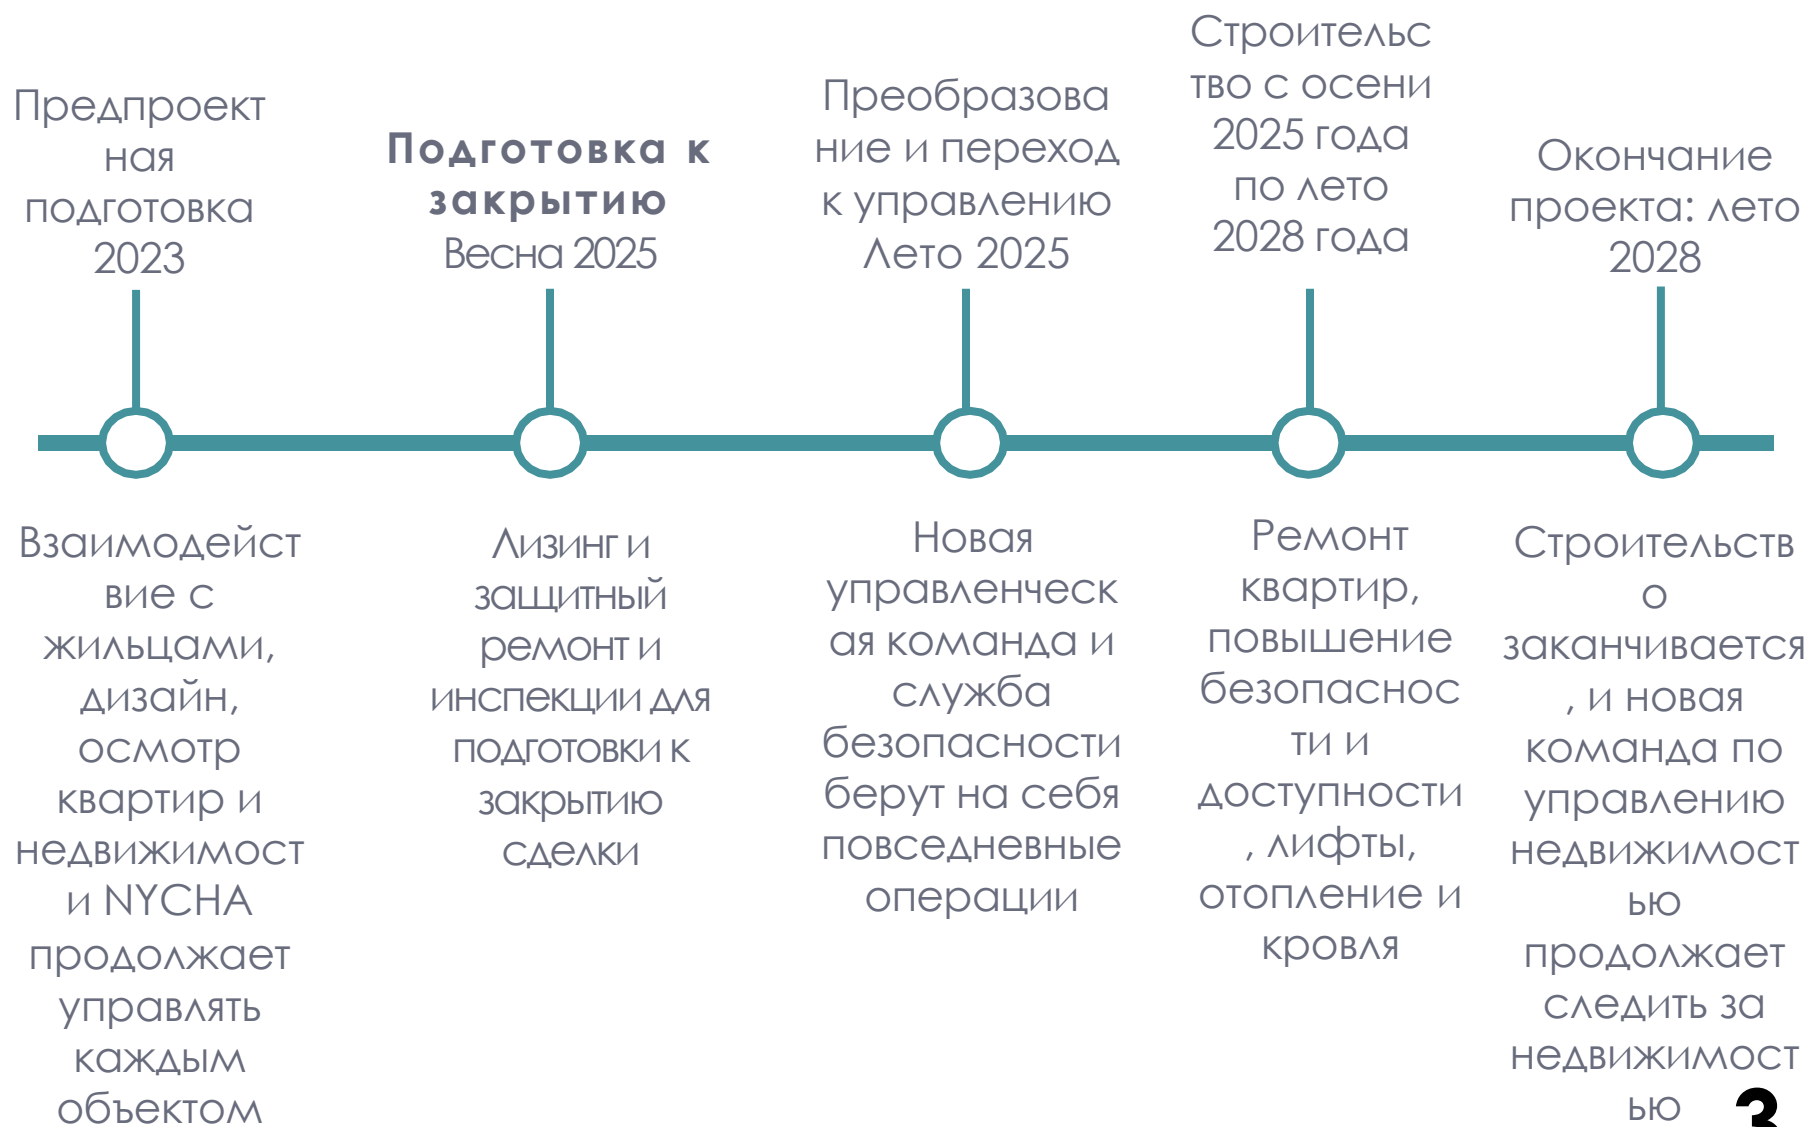 Предпроект
ная
подготовка
2023
Подготовка к
закрытию
Весна 2025
Преобразова
ние и переход
к управлению
Лето 2025
Строительс
тво с осени
2025 года
по лето
2028 года
Окончание
проекта: лето
2028
Взаимодейст
вие с
жильцами,
дизайн,
осмотр
квартир и
недвижимост
и NYCHA
продолжает
управлять
каждым
объектом
Лизинг и
защитный
ремонт и
инспекции для
подготовки к
закрытию
сделки
Новая
управленческ
ая команда и
служба
безопасности
берут на себя
повседневные
операции
Ремонт
квартир,
повышение
безопаснос
ти и
доступности
, лифты,
отопление и
кровля
Строительств
о
заканчивается
, и новая
команда по
управлению
недвижимост
ью
продолжает
следить за
недвижимост
ью
3